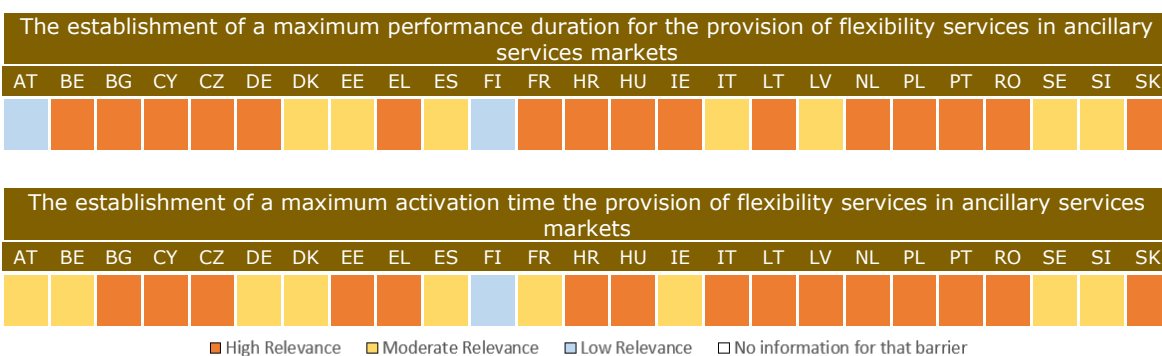 The establishment of a maximum performance duration for the provision of flexibility services in ancillary
services markets
AT BE BG CY CZ DE DK EE EL ES FI FR HR HU IE IT LT LV NL PL PT RO SE SI SK
The establishment of a maximum activation time the provision of flexibility services in ancillary services
markets
AT BE BG CY CZ DE DK EE EL ES FI FR HR HU IE IT LT LV NL PL PT RO SE SI SK
High Relevance Moderate Relevance Low Relevance No information for that barrier